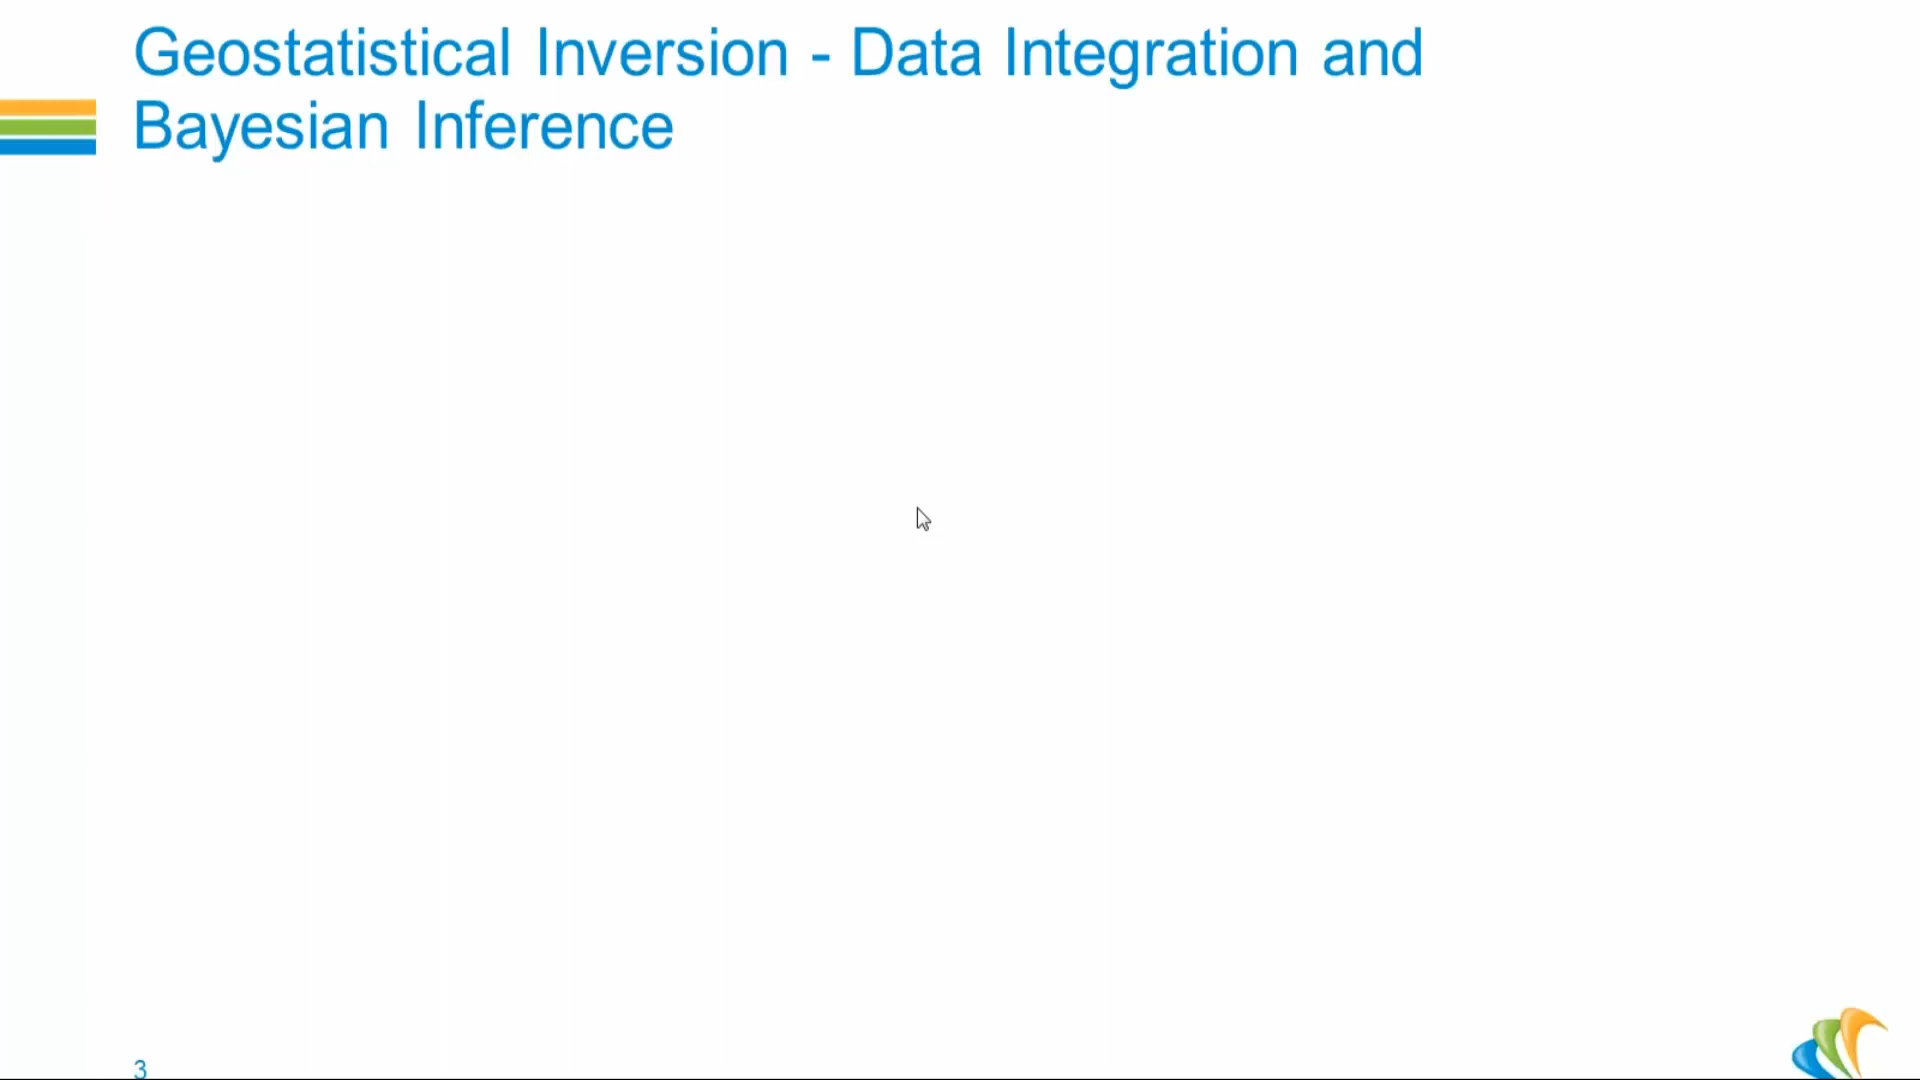 Geostatistical Inversion - Data Integration and
Bayesian Inference
3